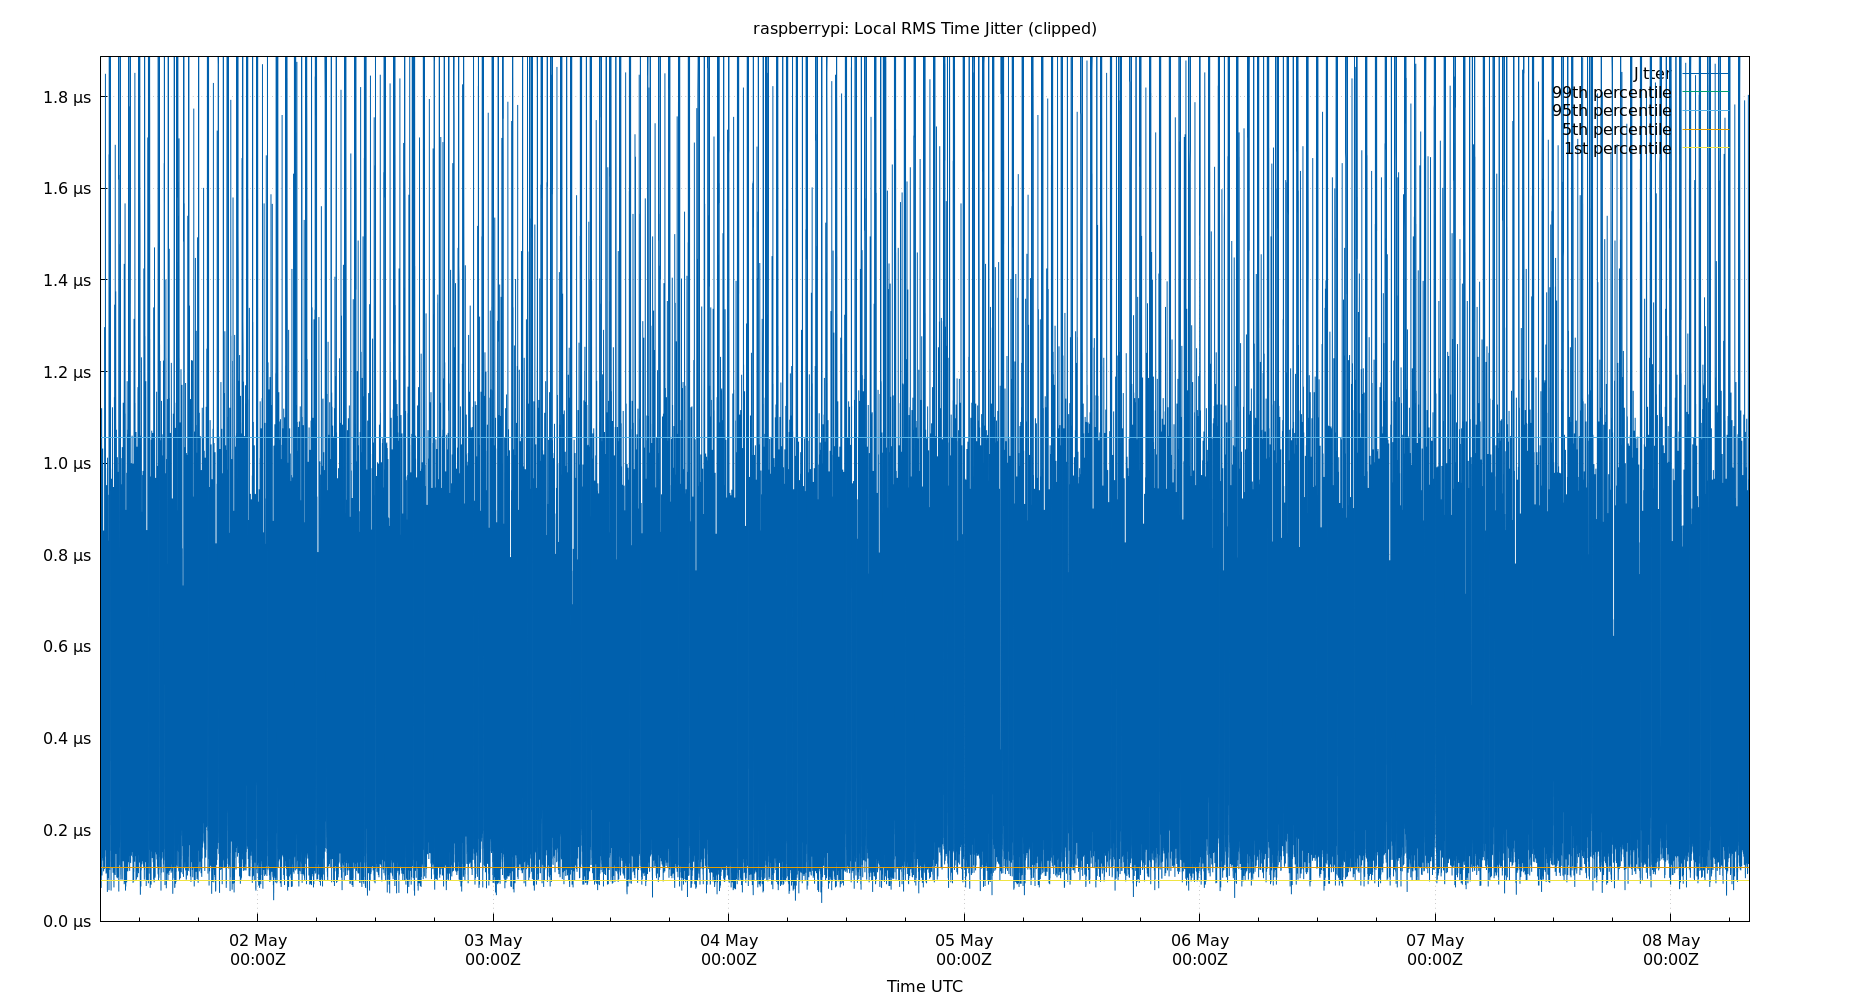 raspberrypi: Local RMS Time Jitter (clipped)
Jitter
99th percentile
95th percentile
5th percentile
1st percentile
1.8 µs
1.6 µs
1.4 µs
1.2 µs
1.0 µs
0.8 µs
0.6 µs
0.4 µs
0.2 µs
0.0 µs
02 May 03 May 04 May 05 May 06 May 07 May 08 May
00:00Z 00:00Z 00:00Z 00:00Z 00:00Z 00:00Z 00:00Z
Time UTC